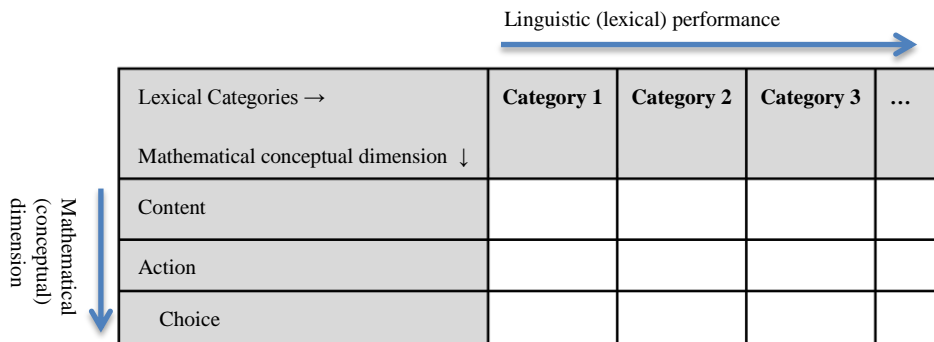 Linguistic (lexical) performance
Lexical Categories →
Category 1
Category 2
Category 3
…
Mathematical conceptual dimension ↓
Mathematical
(conceptual)
dimension
Content
Action
Choice